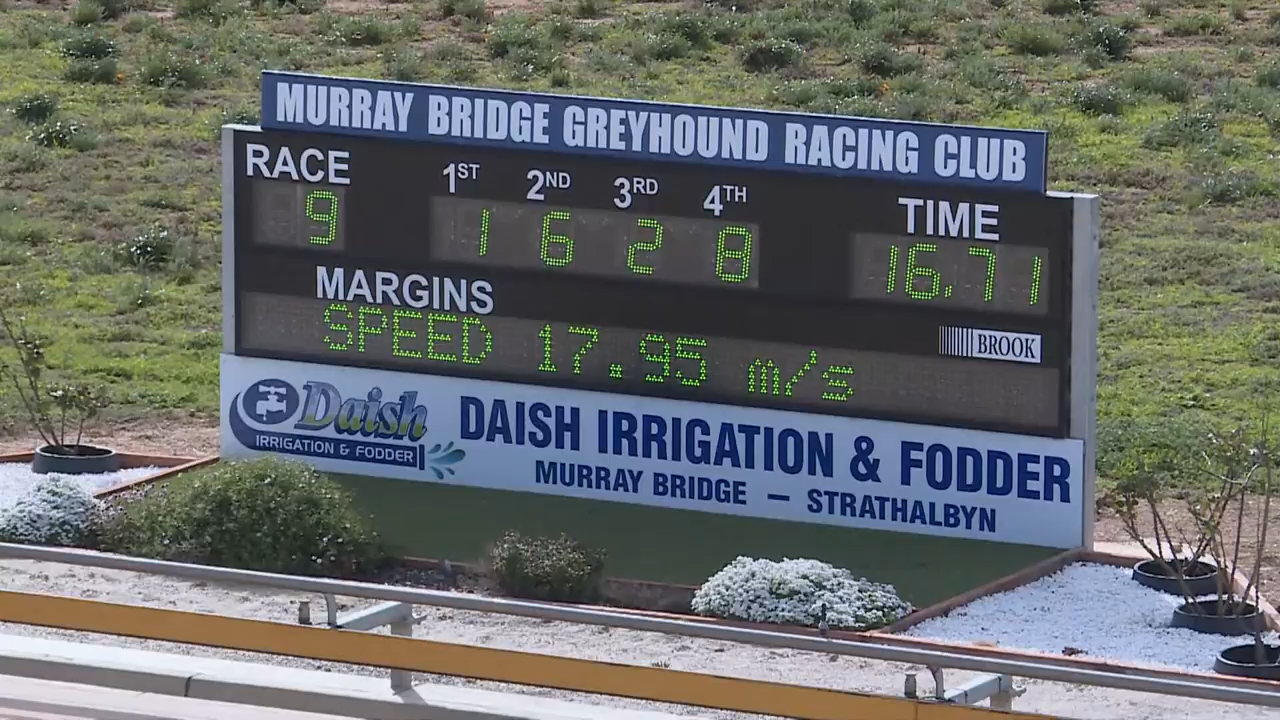 MURRAY BRIDGE GREYHOUND RACING CLUB
RACE 1ST 2ND 3RD 4TH TIME
9 1 6 2 8 16.71
MARGINS
SPEED 17.95 m/s
BROOK
Daish
IRRIGATION & FODDER
DAISH IRRIGATION & FODDER
MURRAY BRIDGE – STRATHALBYN